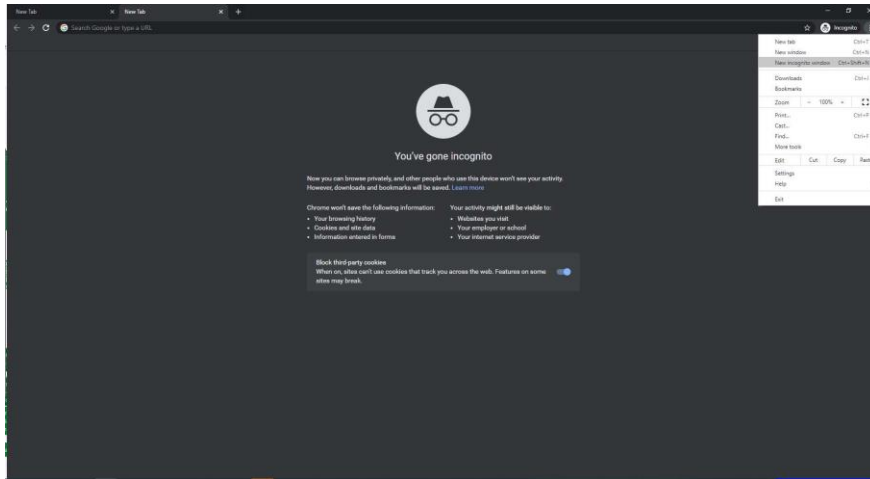 New Tab
New Tab
Search Google or type a URL
Incognito
New tab Ctrl+T
New window Ctrl+N
New incognito window Ctrl+Shift+N
Downloads Ctrl+J
Bookmarks
Zoom - 100% +
Print... Ctrl+P
Cast...
Find... Ctrl+F
More tools
Edit Cut Copy Past
Settings
Help
Exit
You've gone incognito
Now you can browse privately, and other people who use this device won't see your activity.
However, downloads and bookmarks will be saved. Learn more
Chrome won't save the following information:
• Your browsing history
• Cookies and site data
• Information entered in forms
Your activity might still be visible to:
• Websites you visit
• Your employer or school
• Your internet service provider
Block third-party cookies
When on, sites can't use cookies that track you across the web. Features on some
sites may break.